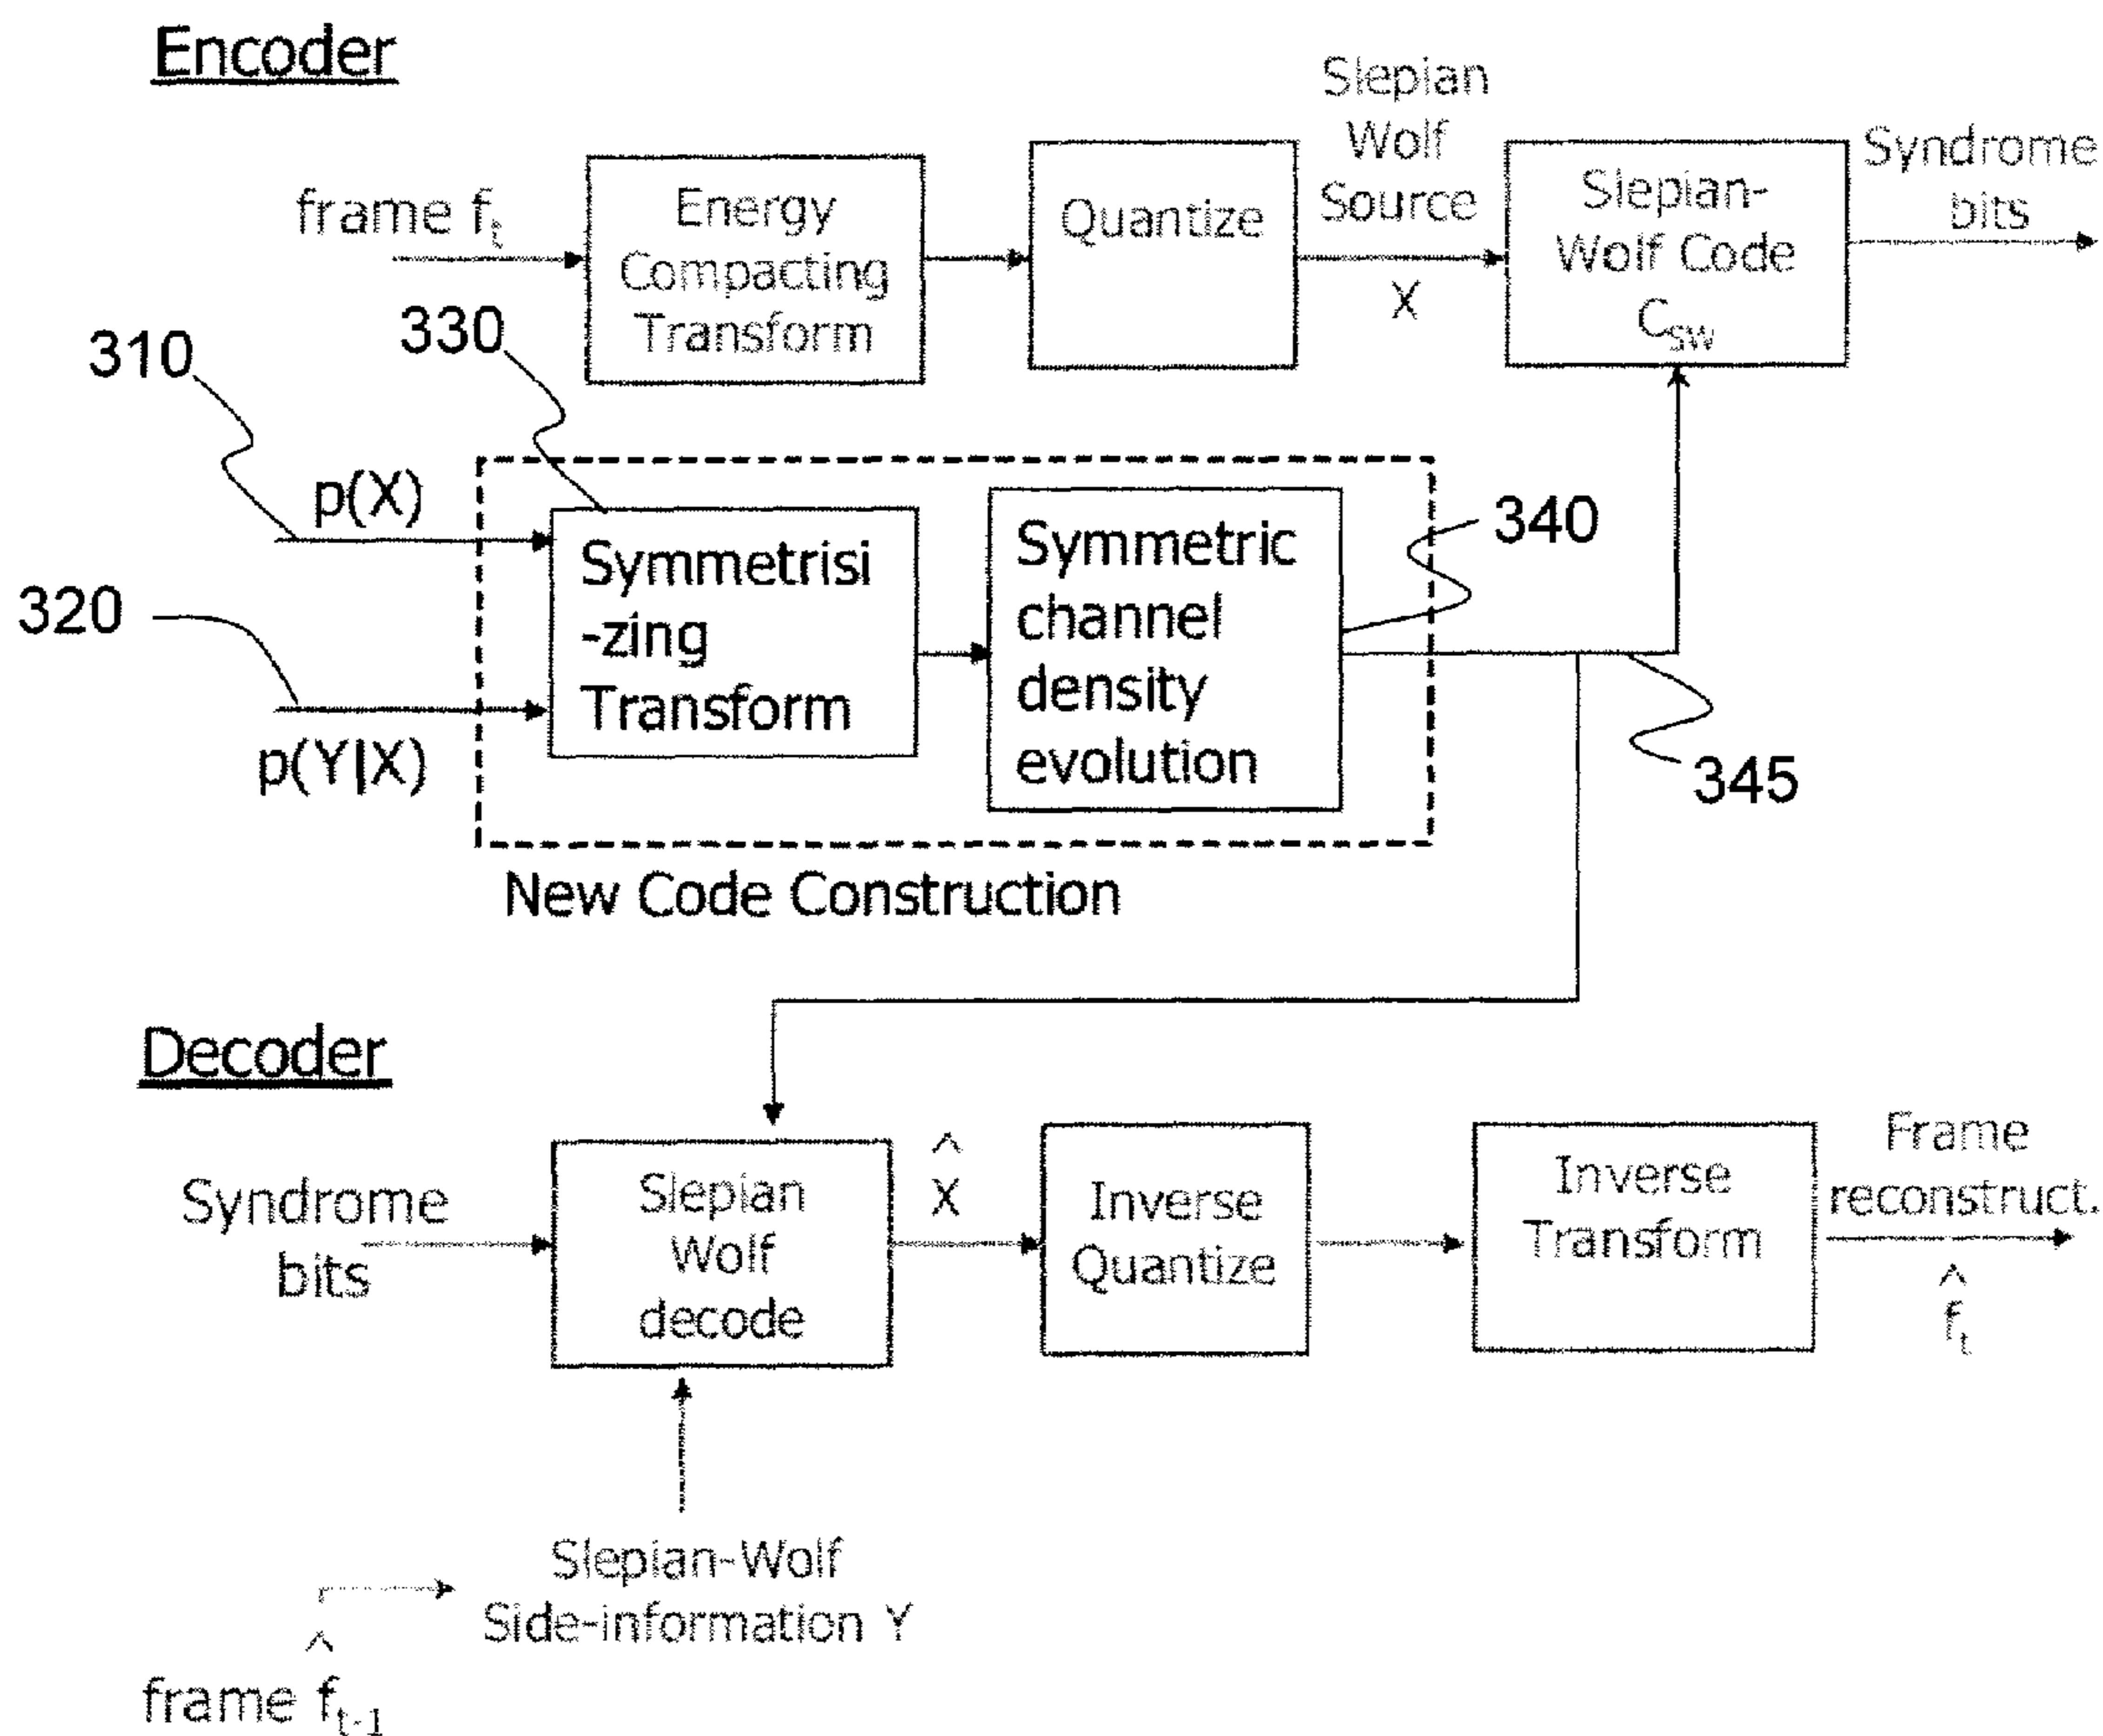 Encoder
frame f_t
Energy
Compacting
Transform
Quantize
Slepian
Wolf
Source
X
Slepian-
Wolf Code
C_SW
Syndrome
bits
310
330
p(X)
320
p(Y|X)
Symmetrisi
-zing
Transform
Symmetric
channel
density
evolution
340
345
New Code Construction
Decoder
Syndrome
bits
Slepian
Wolf
decode
^
X
Inverse
Quantize
Inverse
Transform
Frame
reconstruct.
^
f_t
Slepian-Wolf
Side-information Y
^
frame f_t-1